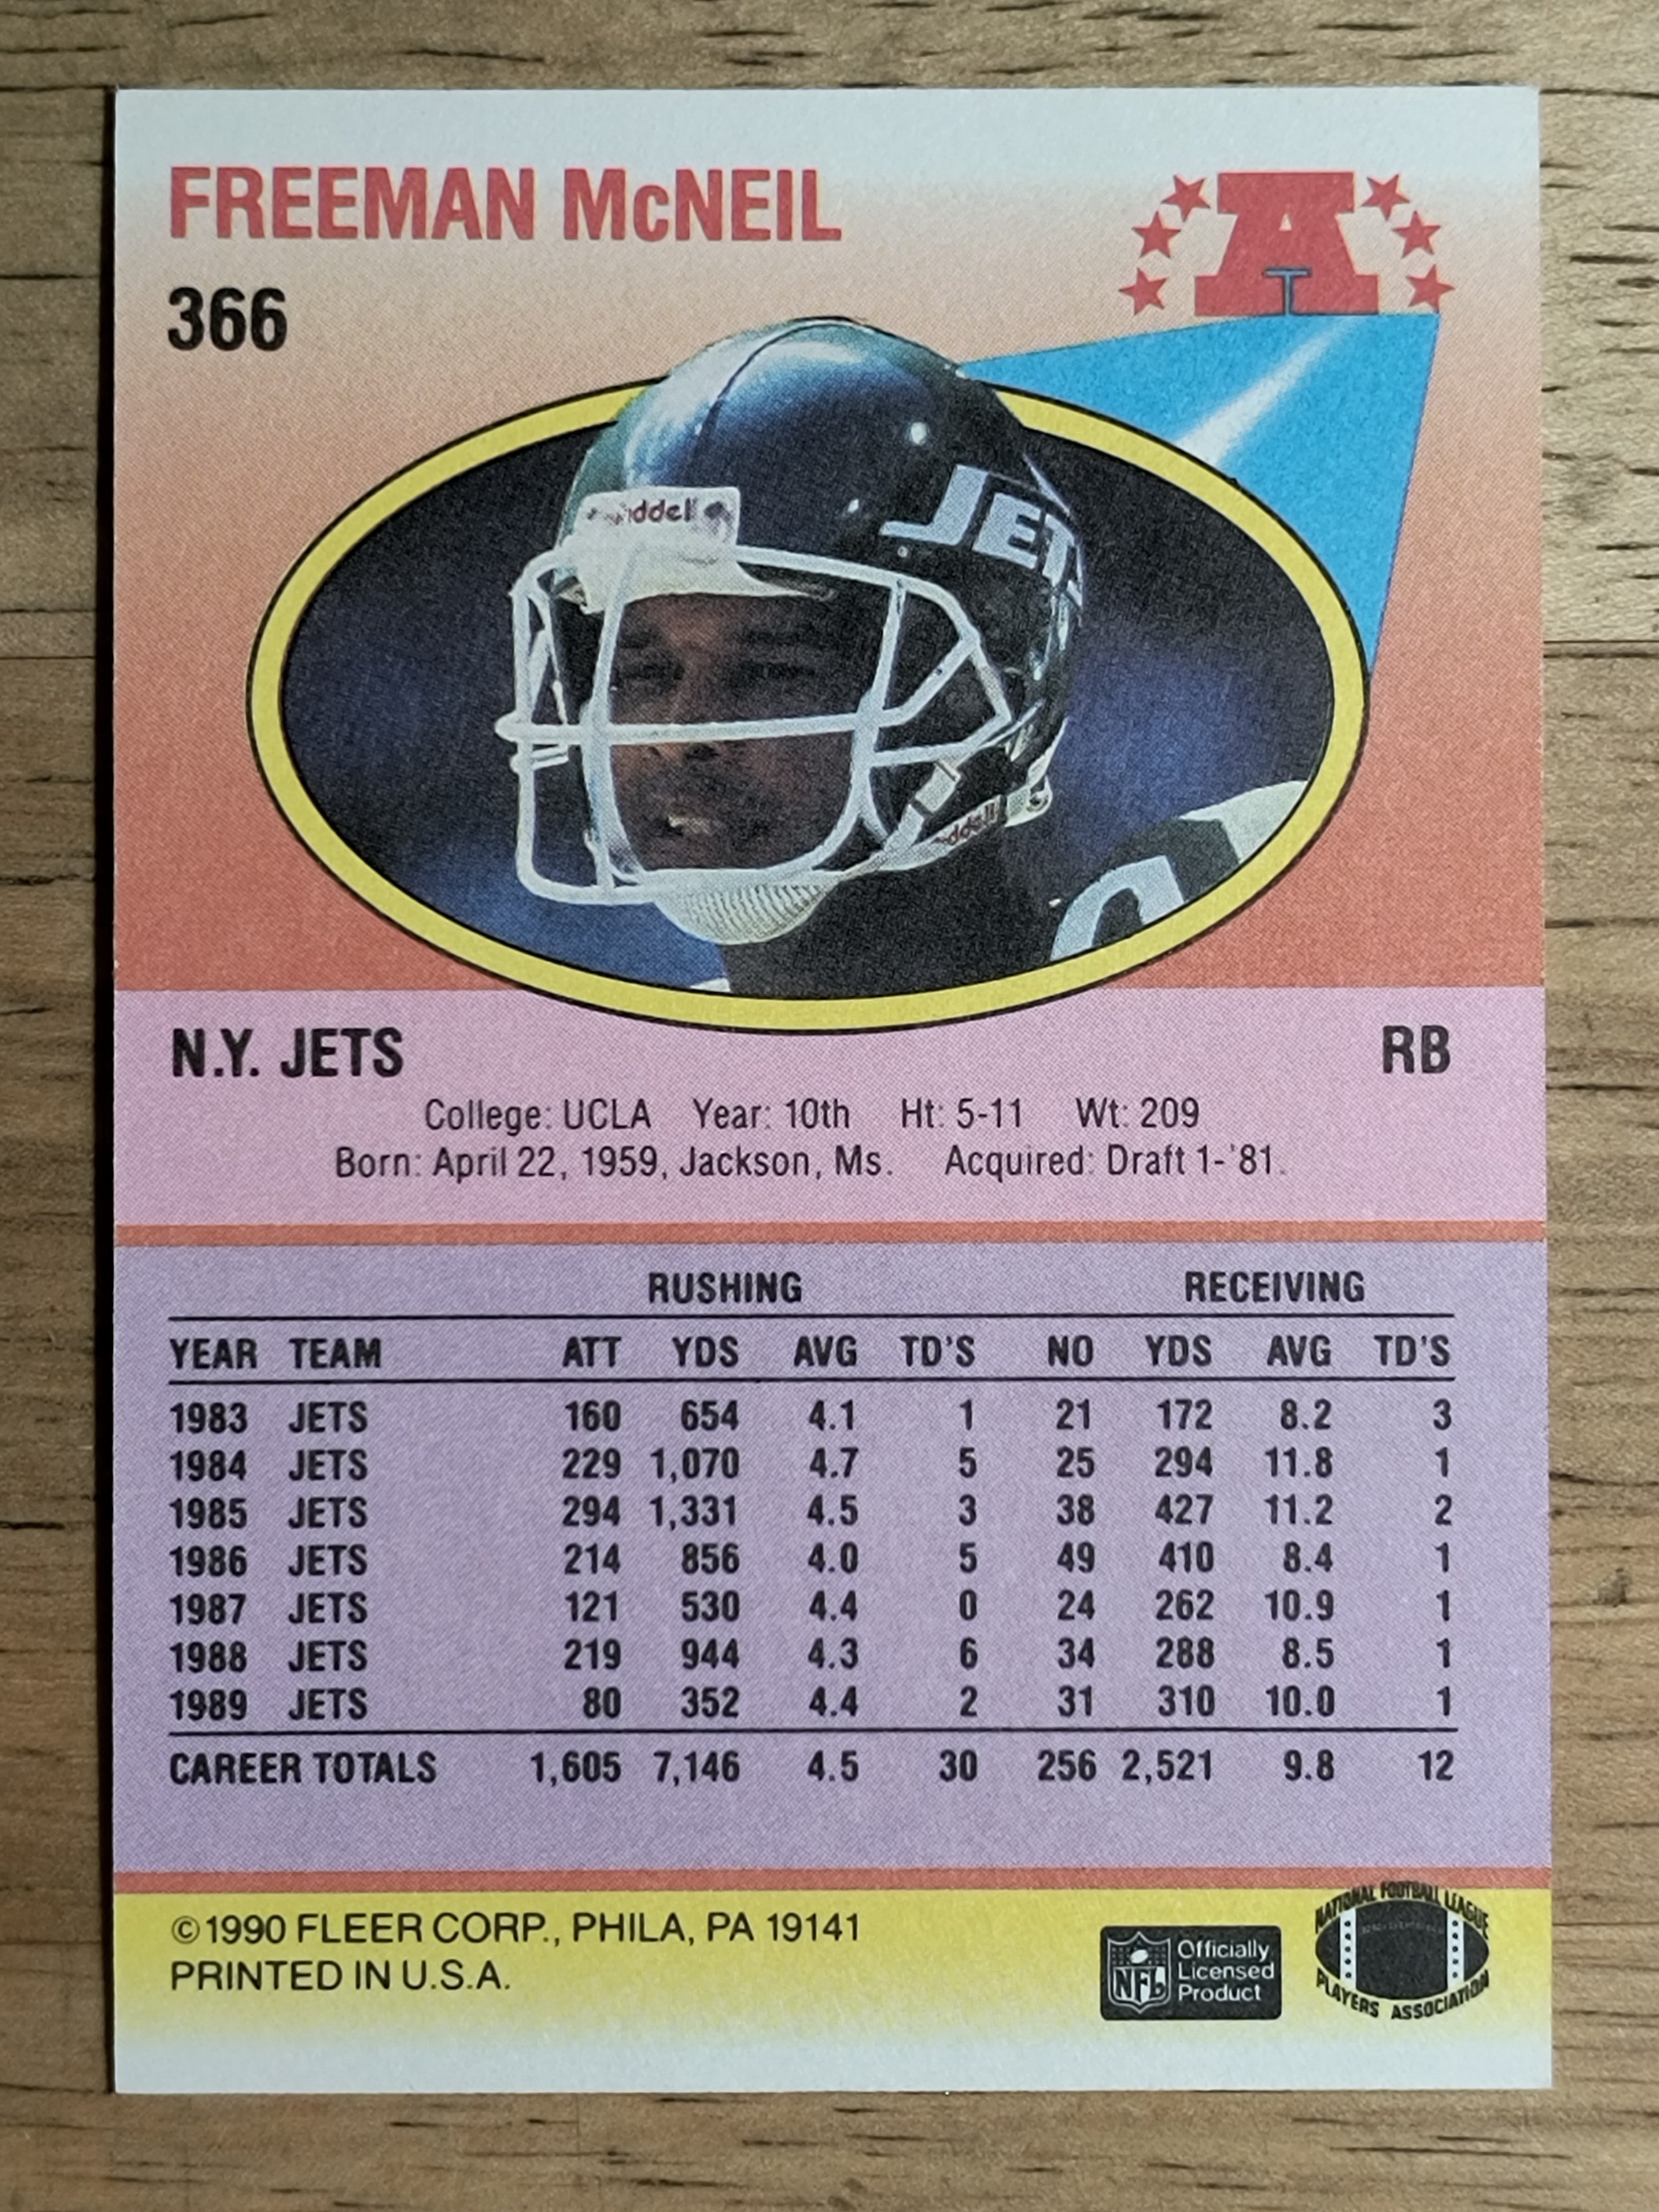 FREEMAN McNEIL
366
A
Riddell
JETS
Riddell
N.Y. JETS RB
College: UCLA Year: 10th Ht: 5-11 Wt: 209
Born: April 22, 1959, Jackson, Ms. Acquired: Draft 1-'81.
RUSHING RECEIVING
YEAR TEAM ATT YDS AVG TD'S NO YDS AVG TD'S
1983 JETS 160 654 4.1 1 21 172 8.2 3
1984 JETS 229 1,070 4.7 5 25 294 11.8 1
1985 JETS 294 1,331 4.5 3 38 427 11.2 2
1986 JETS 214 856 4.0 5 49 410 8.4 1
1987 JETS 121 530 4.4 0 24 262 10.9 1
1988 JETS 219 944 4.3 6 34 288 8.5 1
1989 JETS 80 352 4.4 2 31 310 10.0 1
CAREER TOTALS 1,605 7,146 4.5 30 256 2,521 9.8 12
©1990 FLEER CORP., PHILA, PA 19141
PRINTED IN U.S.A.
NFL
Officially
Licensed
Product
NATIONAL FOOTBALL LEAGUE
PLAYERS ASSOCIATION